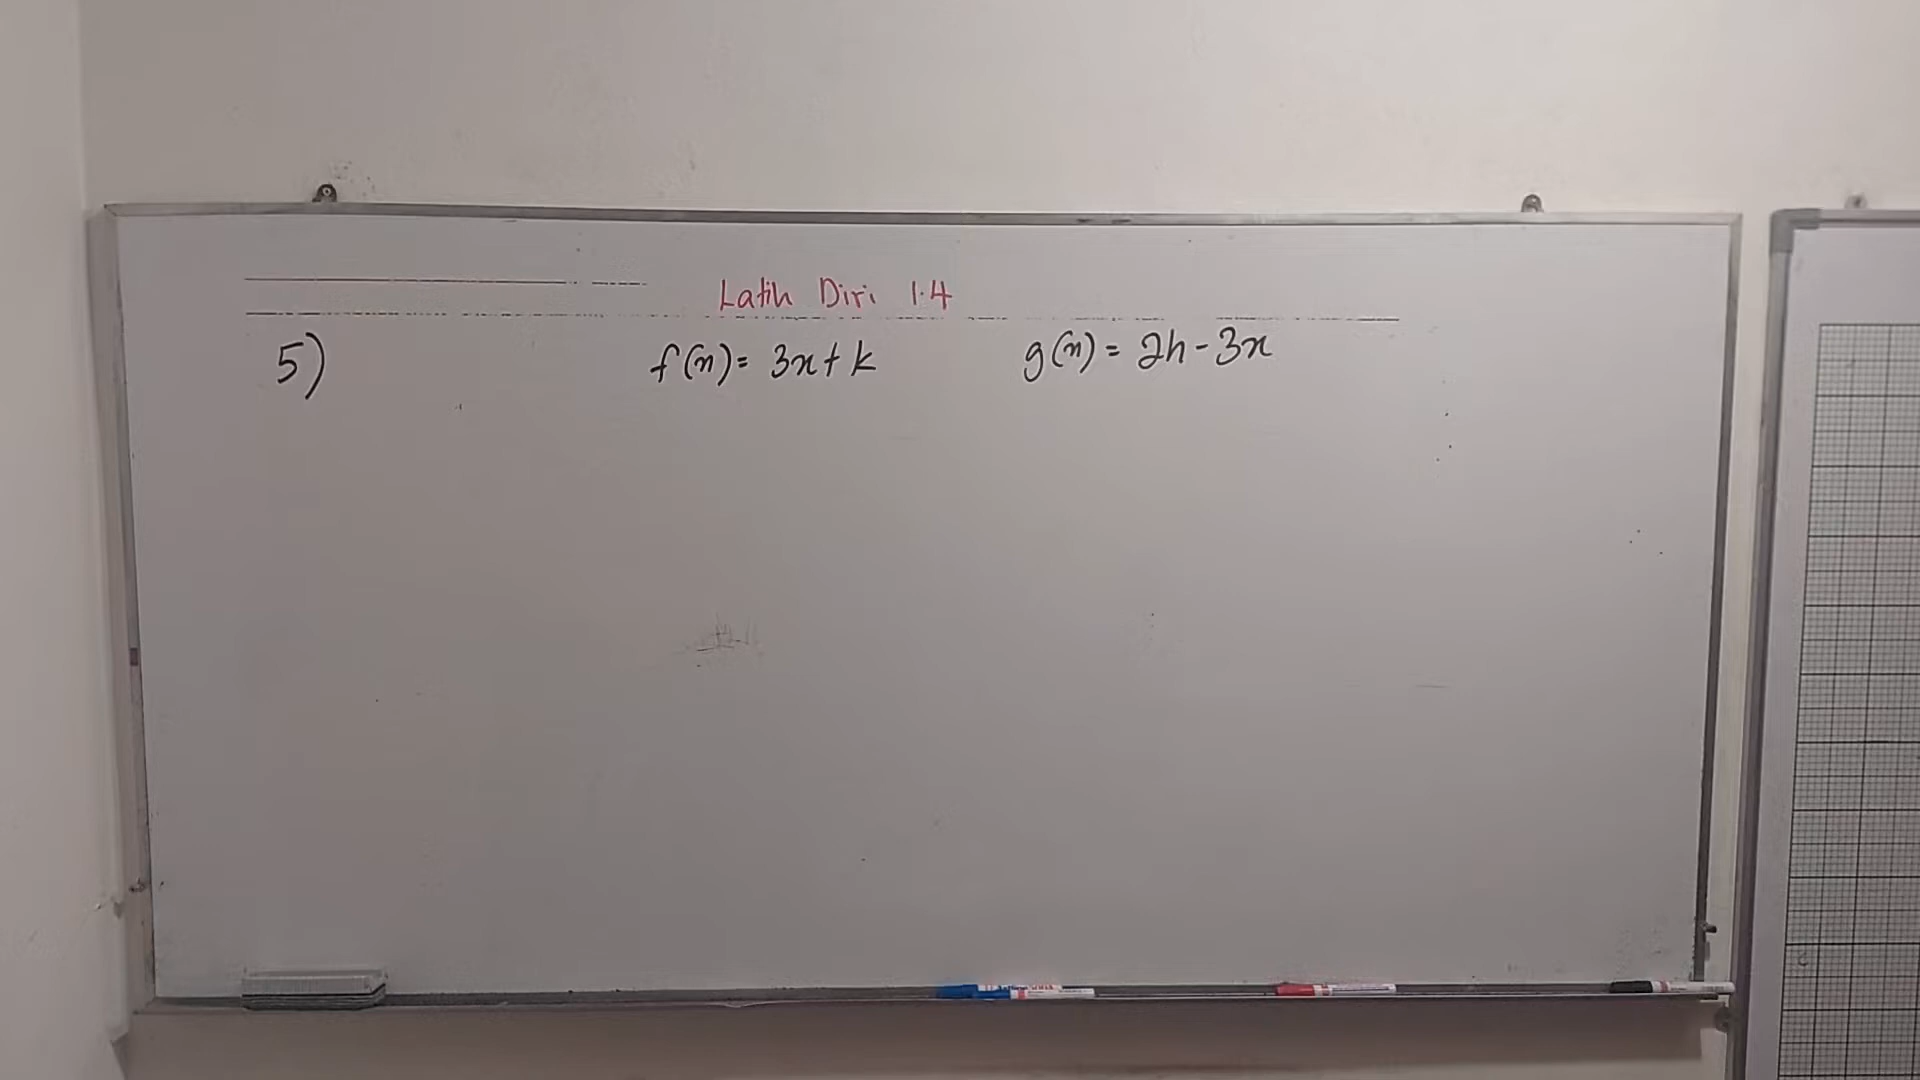 Latih Diri 1.4
5) f(x) = 3x + k g(x) = 2h - 3x